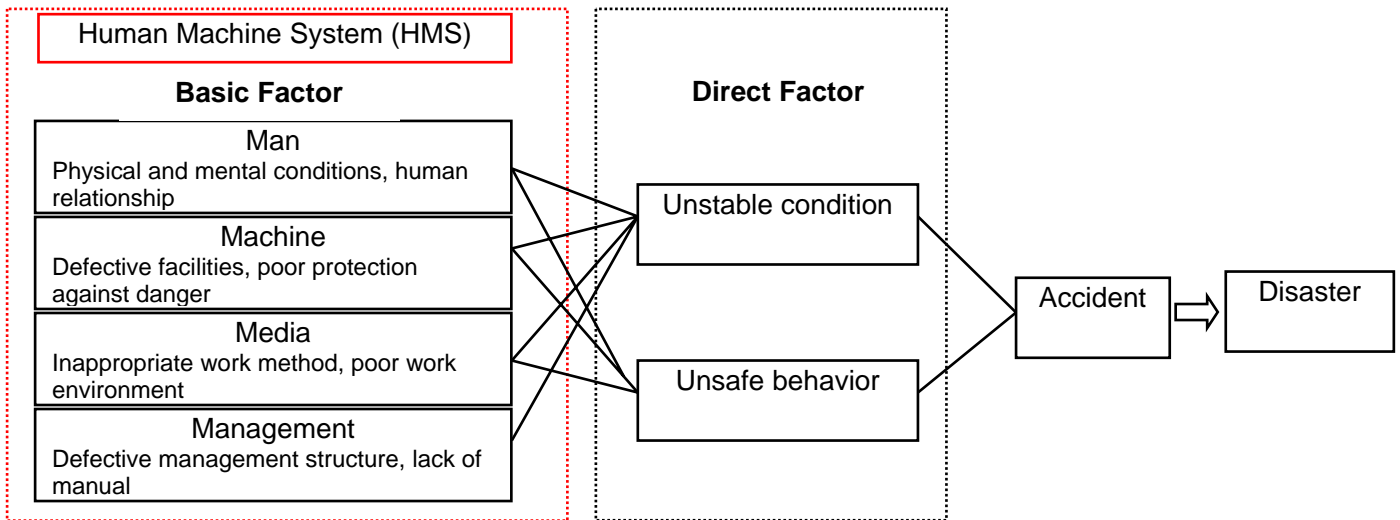 Human Machine System (HMS)
Basic Factor
Man
Physical and mental conditions, human
relationship
Machine
Defective facilities, poor protection
against danger
Media
Inappropriate work method, poor work
environment
Management
Defective management structure, lack of
manual
Direct Factor
Unstable condition
Unsafe behavior
Accident
Disaster